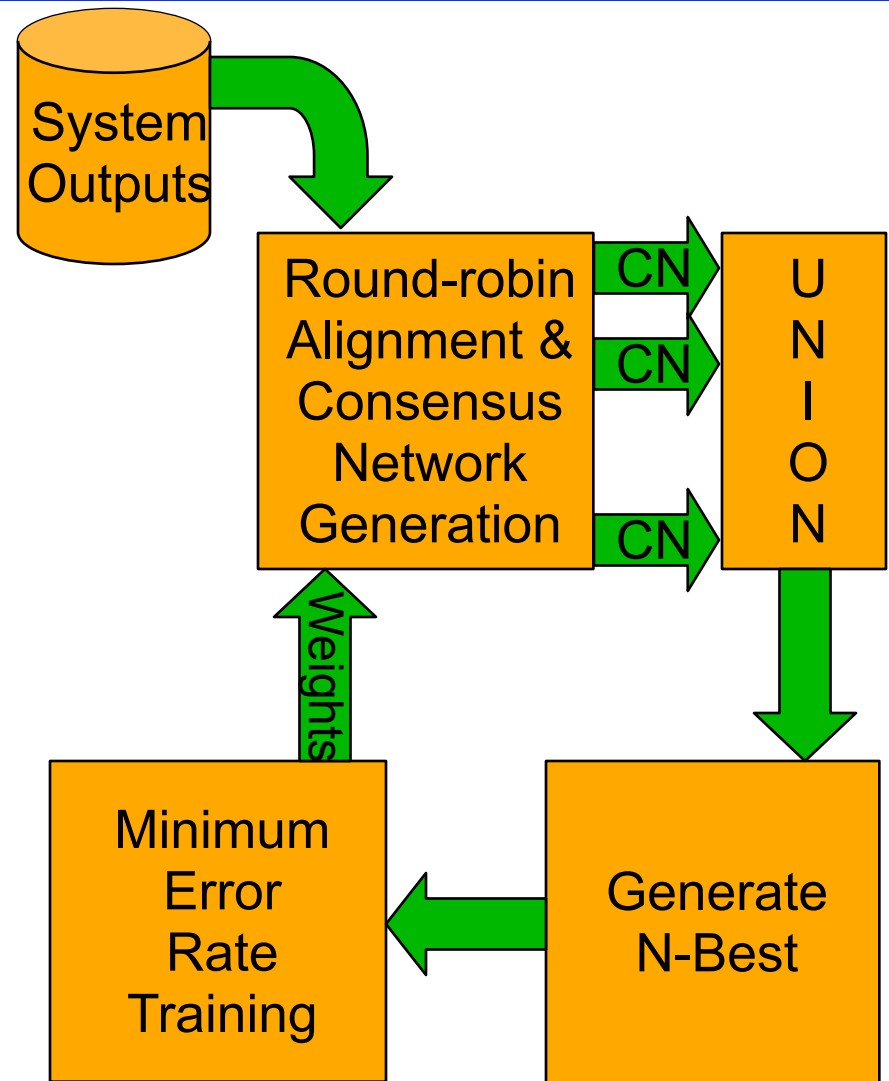 System
Outputs
Round-robin
Alignment &
Consensus
Network
Generation
CN
CN
CN
U
N
I
O
N
Weights
Minimum
Error
Rate
Training
Generate
N-Best